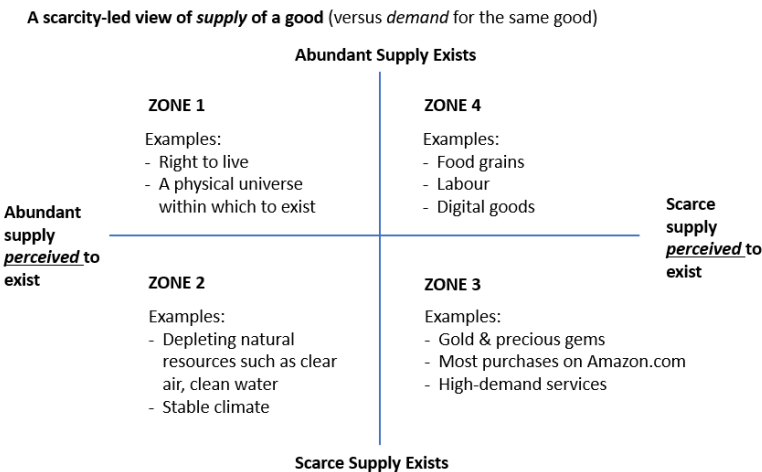 A scarcity-led view of supply of a good (versus demand for the same good)
Abundant Supply Exists
ZONE 1
Examples:
- Right to live
- A physical universe
within which to exist
ZONE 4
Examples:
- Food grains
- Labour
- Digital goods
Abundant
supply
perceived to
exist
Scarce
supply
perceived to
exist
ZONE 2
Examples:
- Depleting natural
resources such as clear
air, clean water
- Stable climate
ZONE 3
Examples:
- Gold & precious gems
- Most purchases on Amazon.com
- High-demand services
Scarce Supply Exists